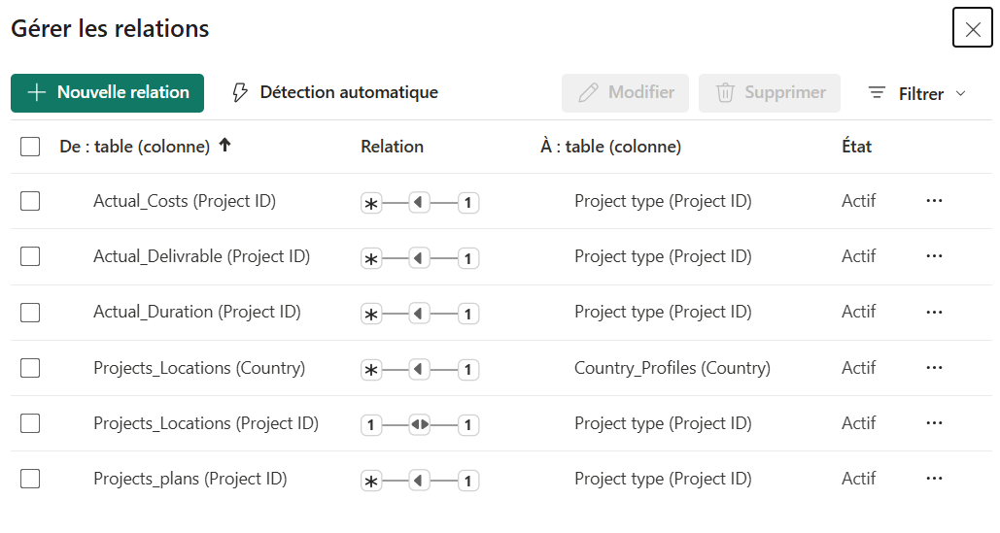 Gérer les relations
Nouvelle relation Détection automatique Modifier Supprimer Filtrer
De : table (colonne) Relation À : table (colonne) État
Actual_Costs (Project ID) * 1 Project type (Project ID) Actif ...
Actual_Delivrable (Project ID) * 1 Project type (Project ID) Actif ...
Actual_Duration (Project ID) * 1 Project type (Project ID) Actif ...
Projects_Locations (Country) * 1 Country_Profiles (Country) Actif ...
Projects_Locations (Project ID) 1 1 Project type (Project ID) Actif ...
Projects_plans (Project ID) * 1 Project type (Project ID) Actif ...